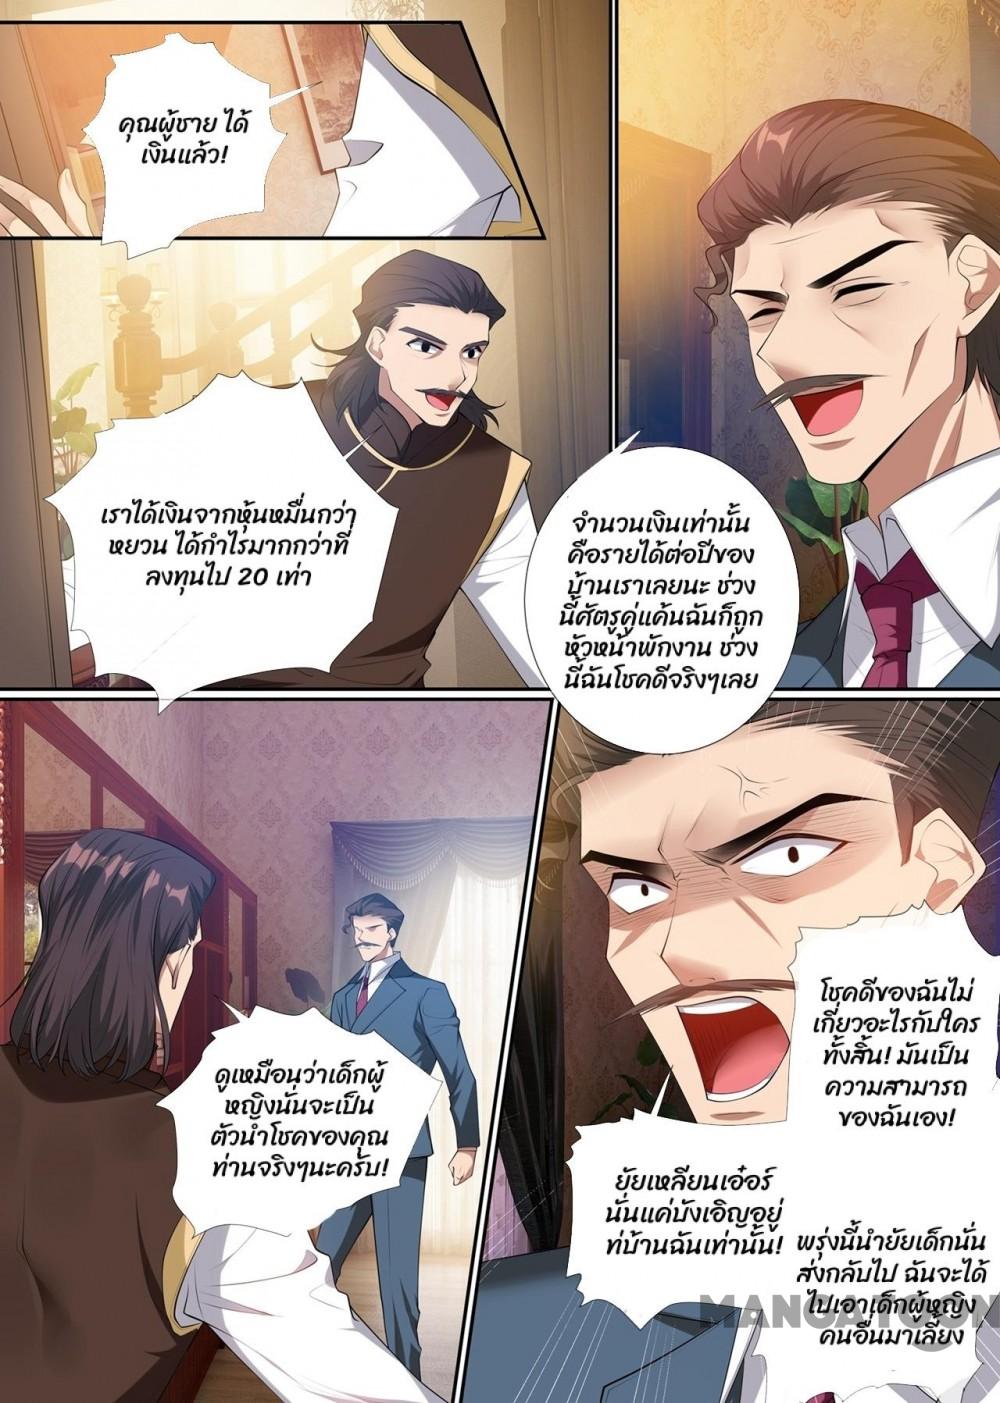 คุณผู้ชาย ได้
เงินแล้ว!
เราได้เงินจากหุ้นหมื่นกว่า
หยวน ได้กำไรมากกว่าที่
ลงทุนไป 20 เท่า
จำนวนเงินเท่านั้น
คือรายได้ต่อปีของ
บ้านเราเลยนะ ช่วง
นี้ศัตรูคู่แค้นฉันก็ถูก
หัวหน้าพักงาน ช่วง
นี้ฉันโชคดีจริงๆเลย
ดูเหมือนว่าเด็กผู้
หญิงนั่นจะเป็น
ตัวนำโชคของคุณ
ท่านจริงๆนะครับ!
โชคดีของฉันไม่
เกี่ยวอะไรกับใคร
ทั้งสิ้น! มันเป็น
ความสามารถ
ของฉันเอง!
ยัยเหลียนเอ๋อร์
นั่นแค่บังเอิญอยู่
ท่บ้านฉันเท่านั้น!
พรุ่งนี้นำยัยเด็กนั่น
ส่งกลับไป ฉันจะได้
ไปเอาเด็กผู้หญิง
คนอื่นมาเลี้ยง
MANGATOON